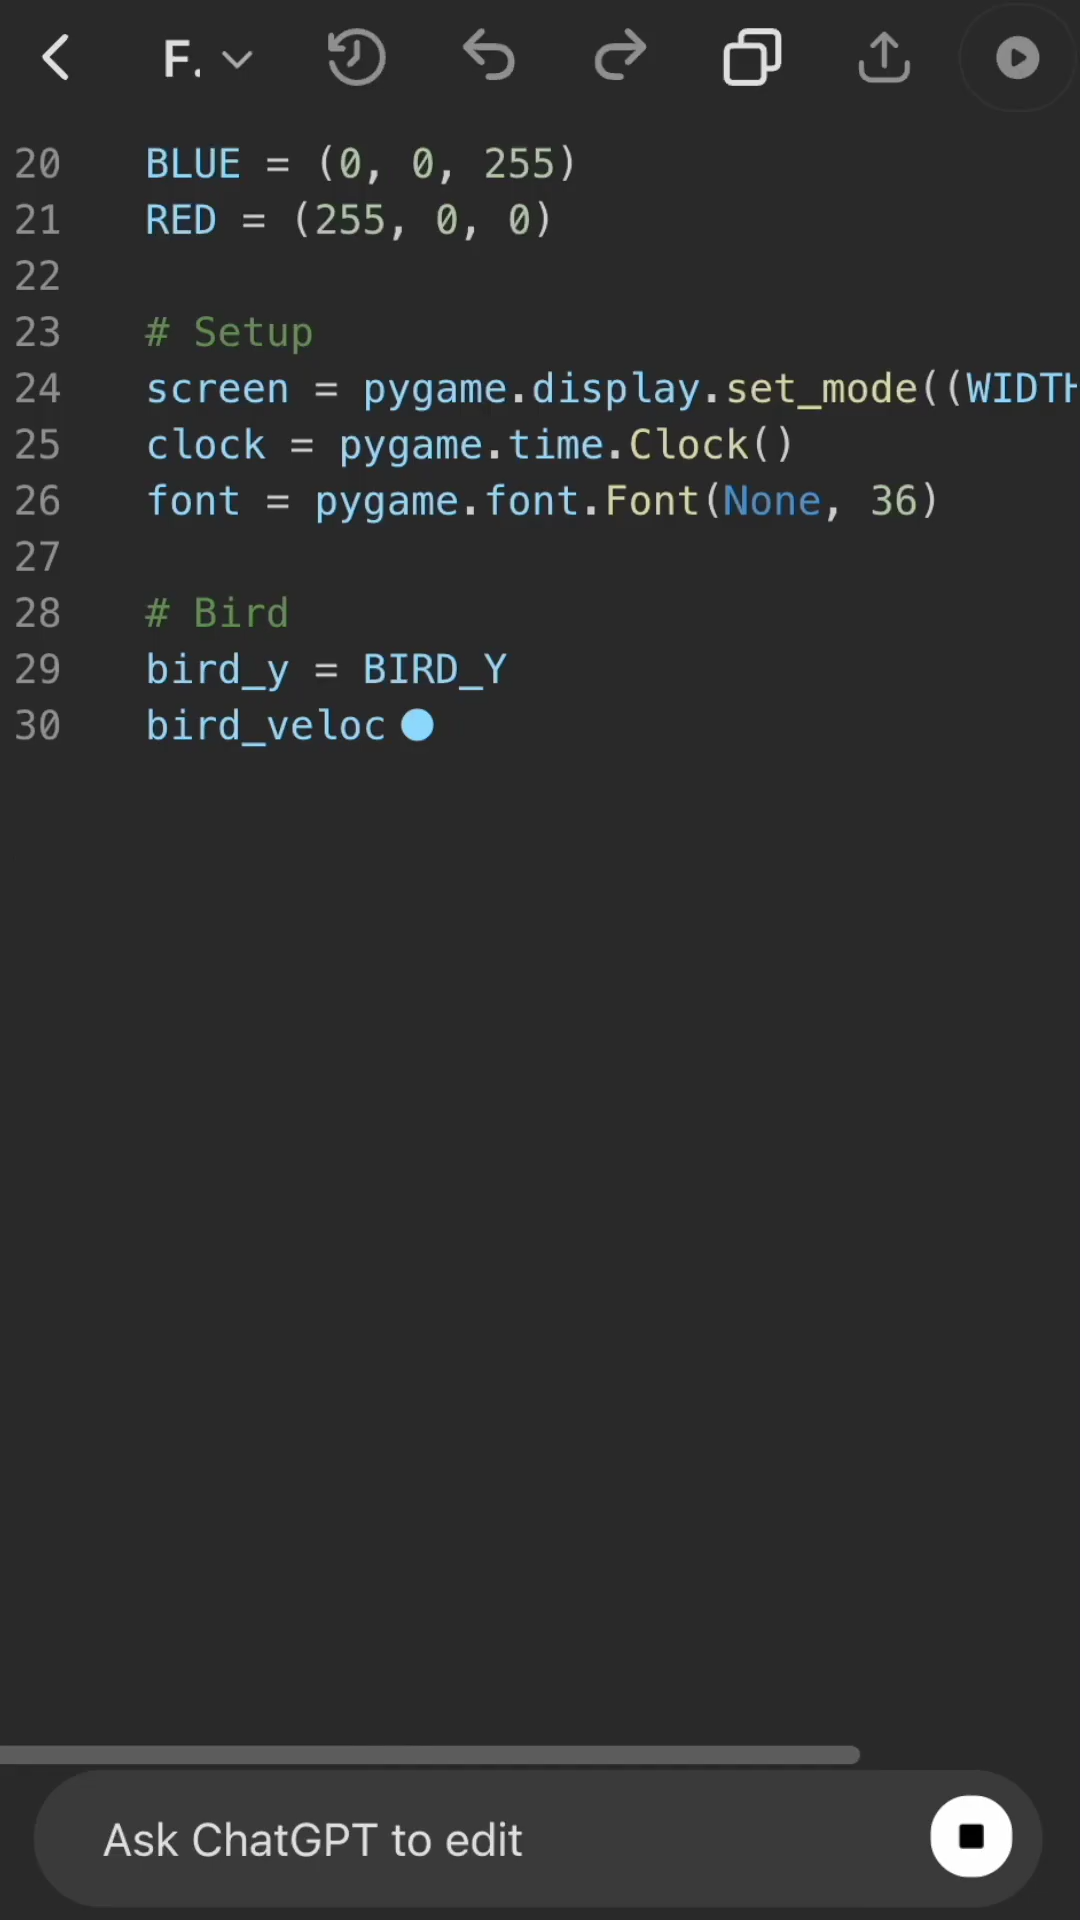 F.
20 BLUE = (0, 0, 255)
21 RED = (255, 0, 0)
22
23 # Setup
24 screen = pygame.display.set_mode((WIDTH
25 clock = pygame.time.Clock()
26 font = pygame.font.Font(None, 36)
27
28 # Bird
29 bird_y = BIRD_Y
30 bird_veloc
Ask ChatGPT to edit